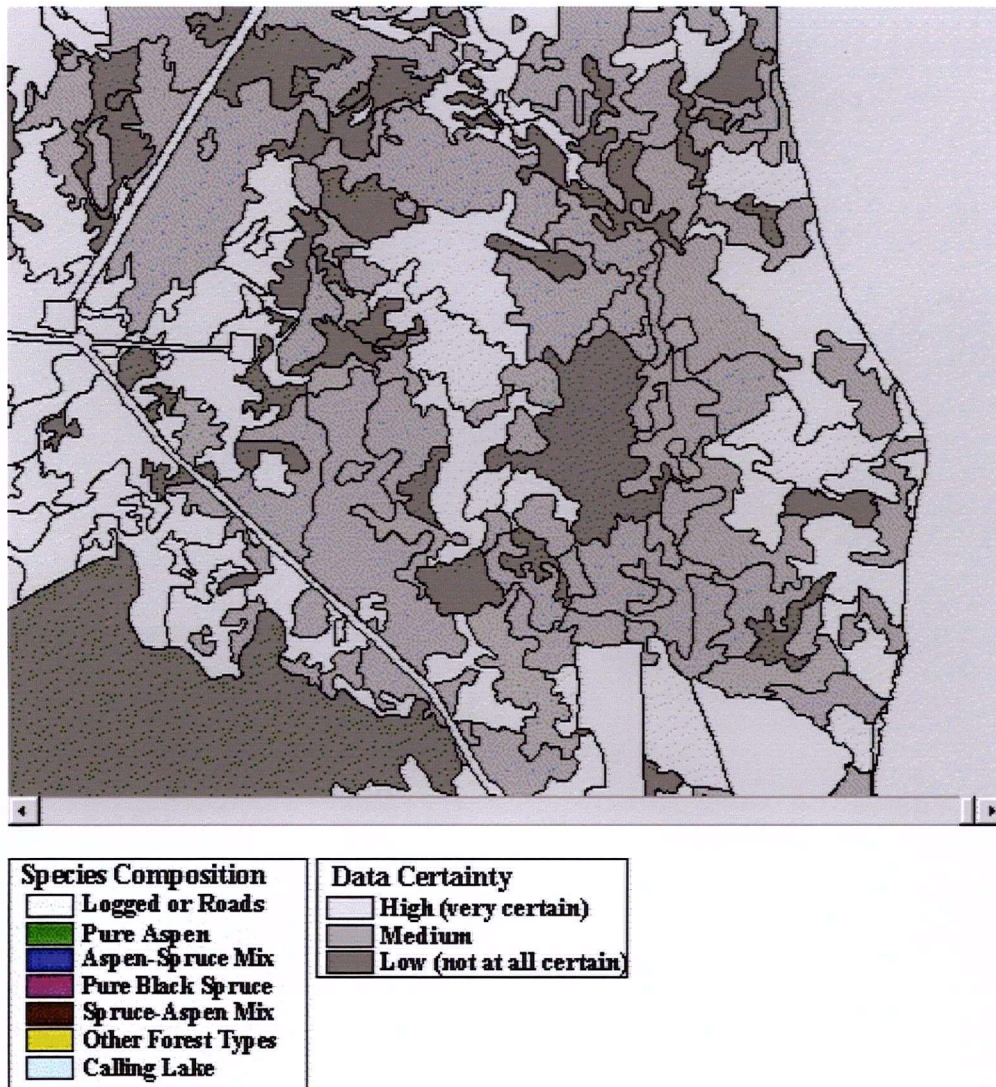 Species Composition
Logged or Roads
Pure Aspen
Aspen-Spruce Mix
Pure Black Spruce
Spruce-Aspen Mix
Other Forest Types
Calling Lake
Data Certainty
High (very certain)
Medium
Low (not at all certain)